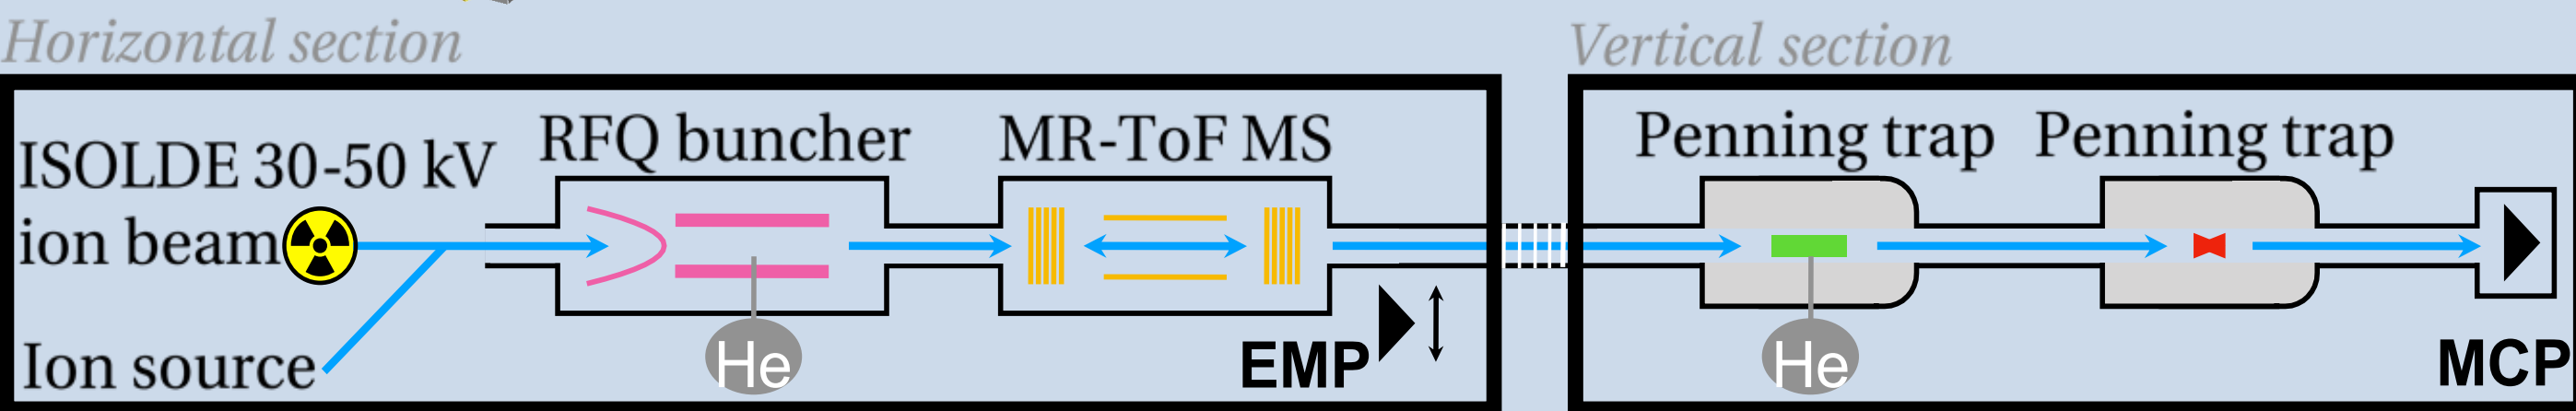 Horizontal section
Vertical section
ISOLDE 30-50 kV
ion beam
RFQ buncher
MR-ToF MS
Penning trap
Penning trap
Ion source
He
EMP
He
MCP